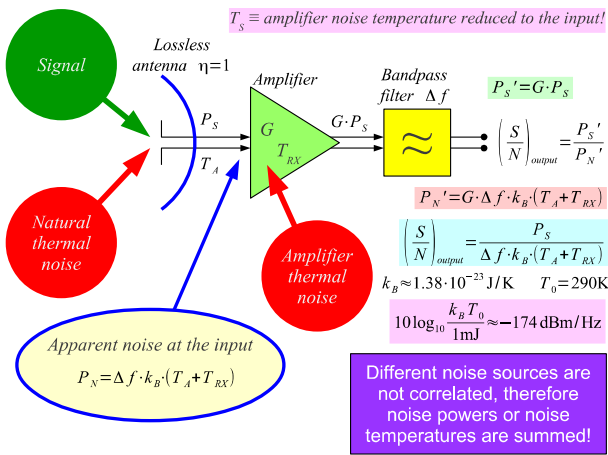 T_S ≡ amplifier noise temperature reduced to the input!
Signal
Lossless
antenna η=1
Amplifier
Bandpass
filter Δf
P_S
T_A
G
T_RX
G·P_S
≈
P_S'=G·P_S
(S/N)_output=P_S'/P_N'
Natural
thermal
noise
Amplifier
thermal
noise
P_N'=G·Δf·k_B·(T_A+T_RX)
(S/N)_output=P_S/(Δf·k_B·(T_A+T_RX))
k_B≈1.38·10^-23 J/K T_0=290K
10log_10 k_B T_0/1mJ≈−174dBm/Hz
Apparent noise at the input
P_N=Δf·k_B·(T_A+T_RX)
Different noise sources are
not correlated, therefore
noise powers or noise
temperatures are summed!